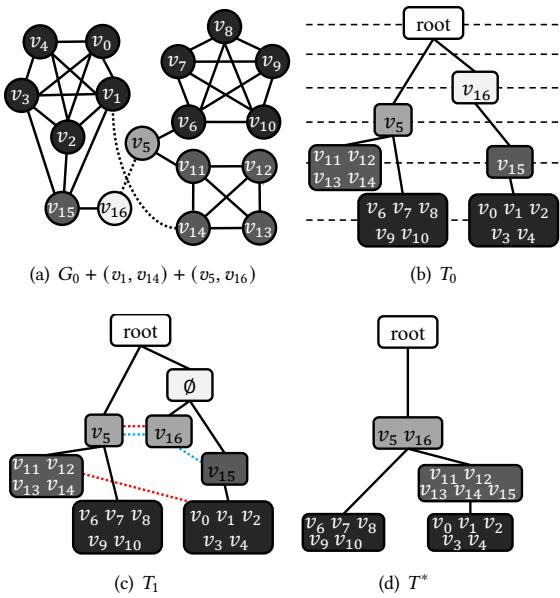 v4 v0
v3 v1
v2
v15 v16
v8
v7 v9
v6 v10
v5
v11 v12
v14 v13
(a) G0 + (v1, v14) + (v5, v16)
root
v16
v5
v11 v12
v13 v14
v15
v6 v7 v8
v9 v10
v0 v1 v2
v3 v4
(b) T0
root
∅
v5 v16
v11 v12
v13 v14
v15
v6 v7 v8
v9 v10
v0 v1 v2
v3 v4
(c) T1
root
v5 v16
v11 v12
v13 v14 v15
v6 v7 v8
v9 v10
v0 v1 v2
v3 v4
(d) T*